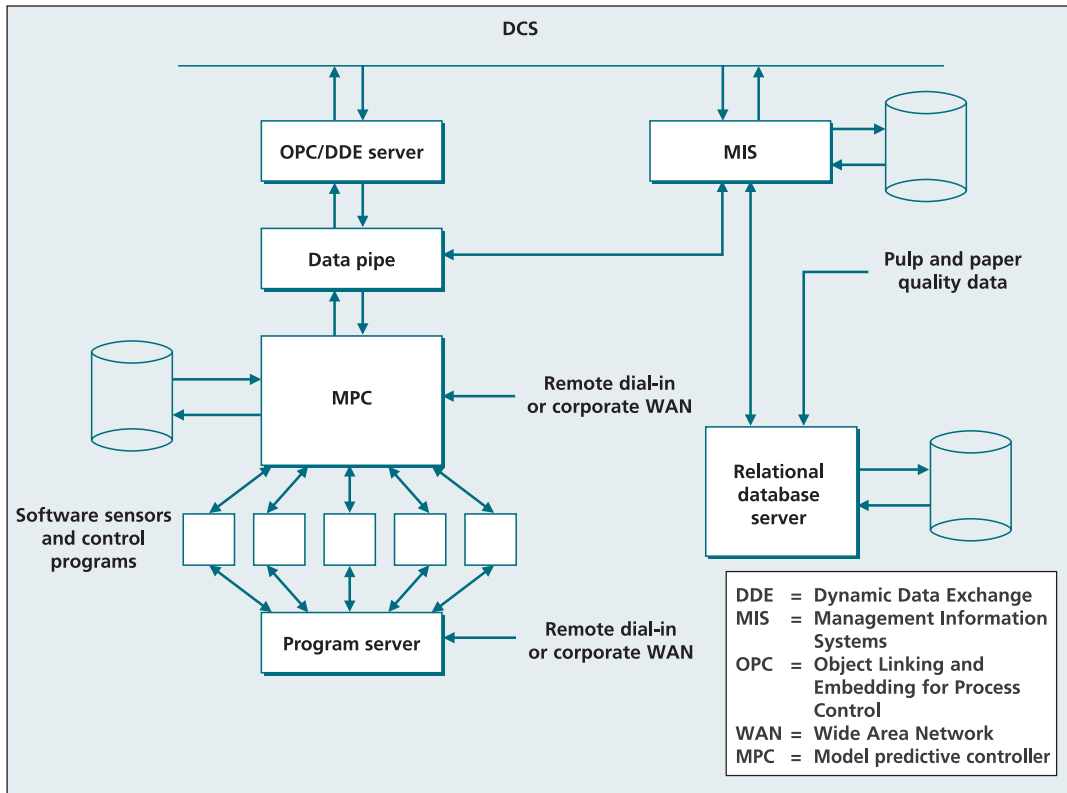 DCS
OPC/DDE server
MIS
Data pipe
Pulp and paper
quality data
MPC
Remote dial-in
or corporate WAN
Relational
database
server
Software sensors
and control
programs
Program server
Remote dial-in
or corporate WAN
DDE = Dynamic Data Exchange
MIS = Management Information
Systems
OPC = Object Linking and
Embedding for Process
Control
WAN = Wide Area Network
MPC = Model predictive controller